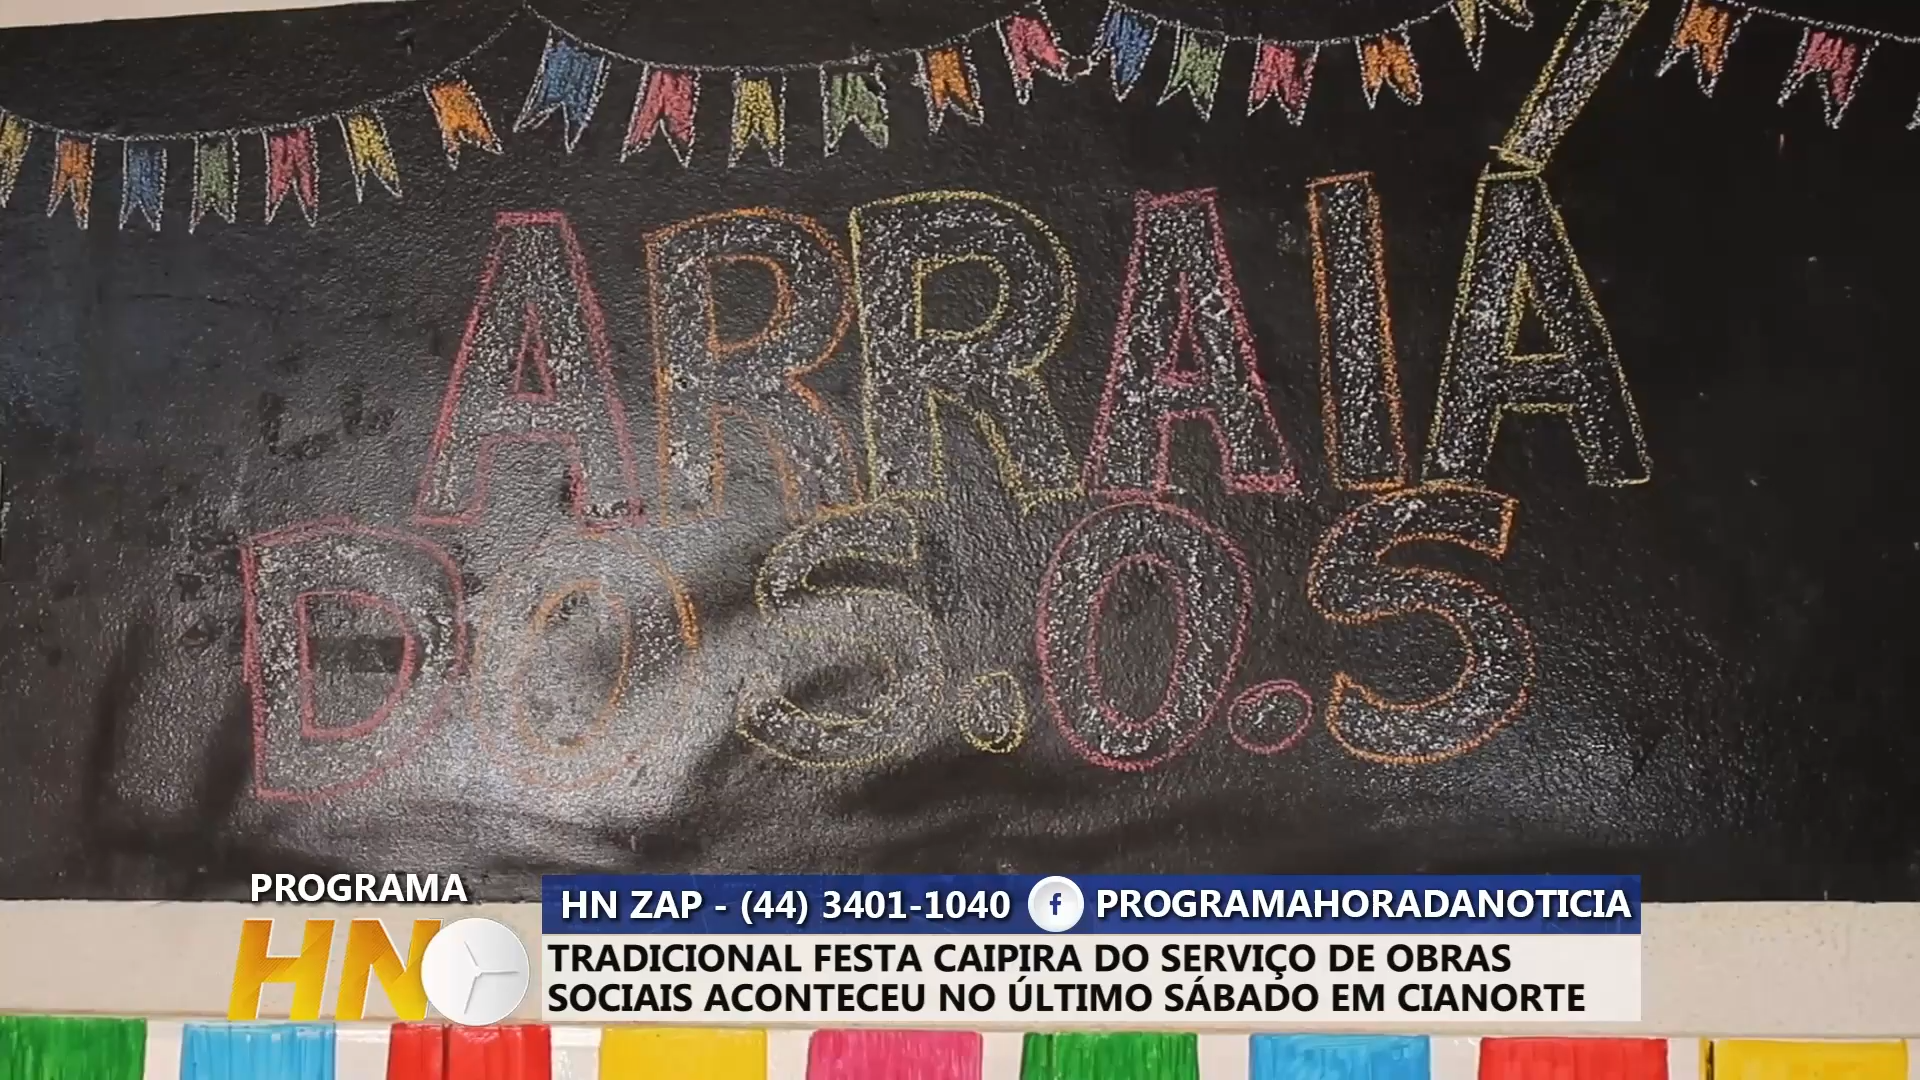 ARRAIÁ
DO S.O.S
PROGRAMA
HN
HN ZAP - (44) 3401-1040 f PROGRAMAHORADANOTICIA
TRADICIONAL FESTA CAIPIRA DO SERVIÇO DE OBRAS
SOCIAIS ACONTECEU NO ÚLTIMO SÁBADO EM CIANORTE